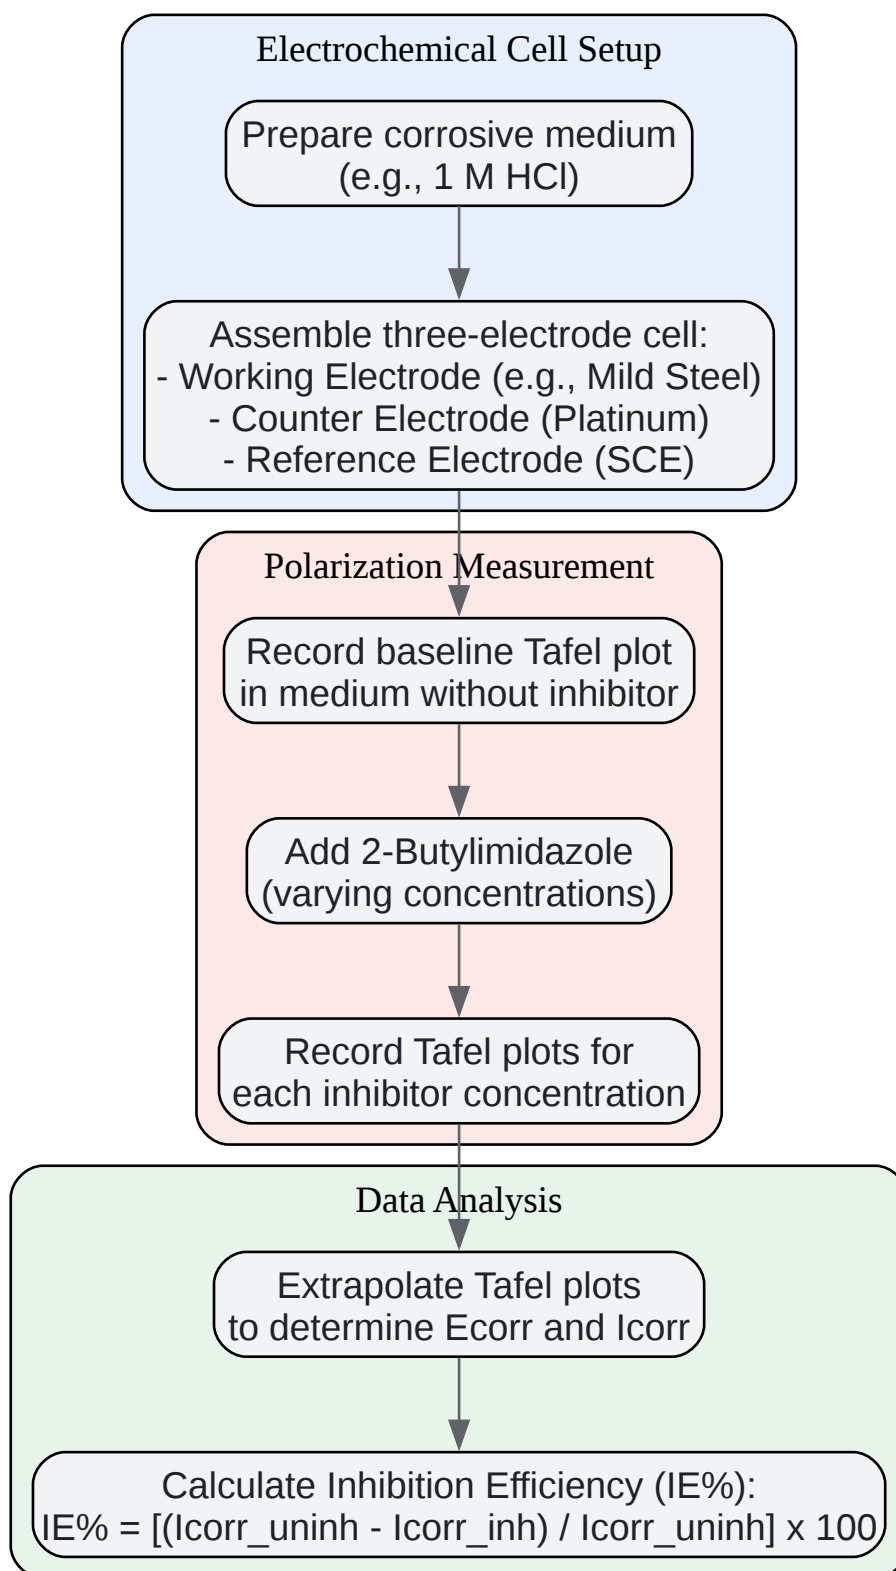 Electrochemical Cell Setup
Prepare corrosive medium
(e.g., 1 M HCl)
Assemble three-electrode cell:
- Working Electrode (e.g., Mild Steel)
- Counter Electrode (Platinum)
- Reference Electrode (SCE)
Polarization Measurement
Record baseline Tafel plot
in medium without inhibitor
Add 2-Butylimidazole
(varying concentrations)
Record Tafel plots for
each inhibitor concentration
Data Analysis
Extrapolate Tafel plots
to determine Ecorr and Icorr
Calculate Inhibition Efficiency (IE%):
IE% = [(Icorr_uninh - Icorr_inh) / Icorr_uninh] x 100